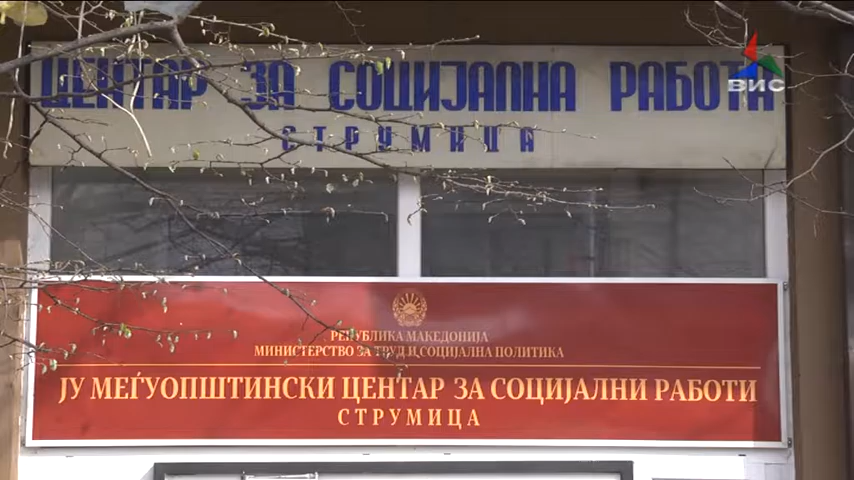 ЦЕНТАР ЗА СОЦИЈАЛНА РАБОТА
СТРУМИЦА
ВИС
РЕПУБЛИКА МАКЕДОНИЈА
МИНИСТЕРСТВО ЗА ТРУД И СОЦИЈАЛНА ПОЛИТИКА
ЈУ МЕЃУОПШТИНСКИ ЦЕНТАР ЗА СОЦИЈАЛНИ РАБОТИ
СТРУМИЦА